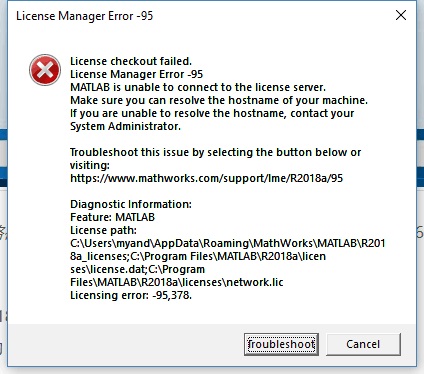 License Manager Error -95
License checkout failed.
License Manager Error -95
MATLAB is unable to connect to the license server.
Make sure you can resolve the hostname of your machine.
If you are unable to resolve the hostname, contact your
System Administrator.
Troubleshoot this issue by selecting the button below or
visiting:
https://www.mathworks.com/support/lme/R2018a/95
Diagnostic Information:
Feature: MATLAB
License path:
C:\Users\myand\AppData\Roaming\MathWorks\MATLAB\R201
8a_licenses;C:\Program Files\MATLAB\R2018a\licen
ses\license.dat;C:\Program
Files\MATLAB\R2018a\licenses\network.lic
Licensing error: -95,378.
Troubleshoot
Cancel